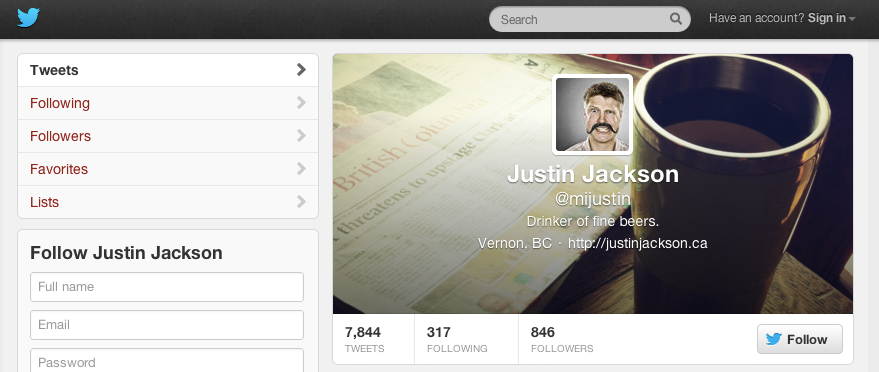 Search
Have an account? Sign in
Tweets
Following
Followers
Favorites
Lists
Follow Justin Jackson
Full name
Email
Password
British Columbia
threatens to upstage
Justin Jackson
@mijustin
Drinker of fine beers.
Vernon, BC · http://justinjackson.ca
7,844
TWEETS
317
FOLLOWING
846
FOLLOWERS
Follow